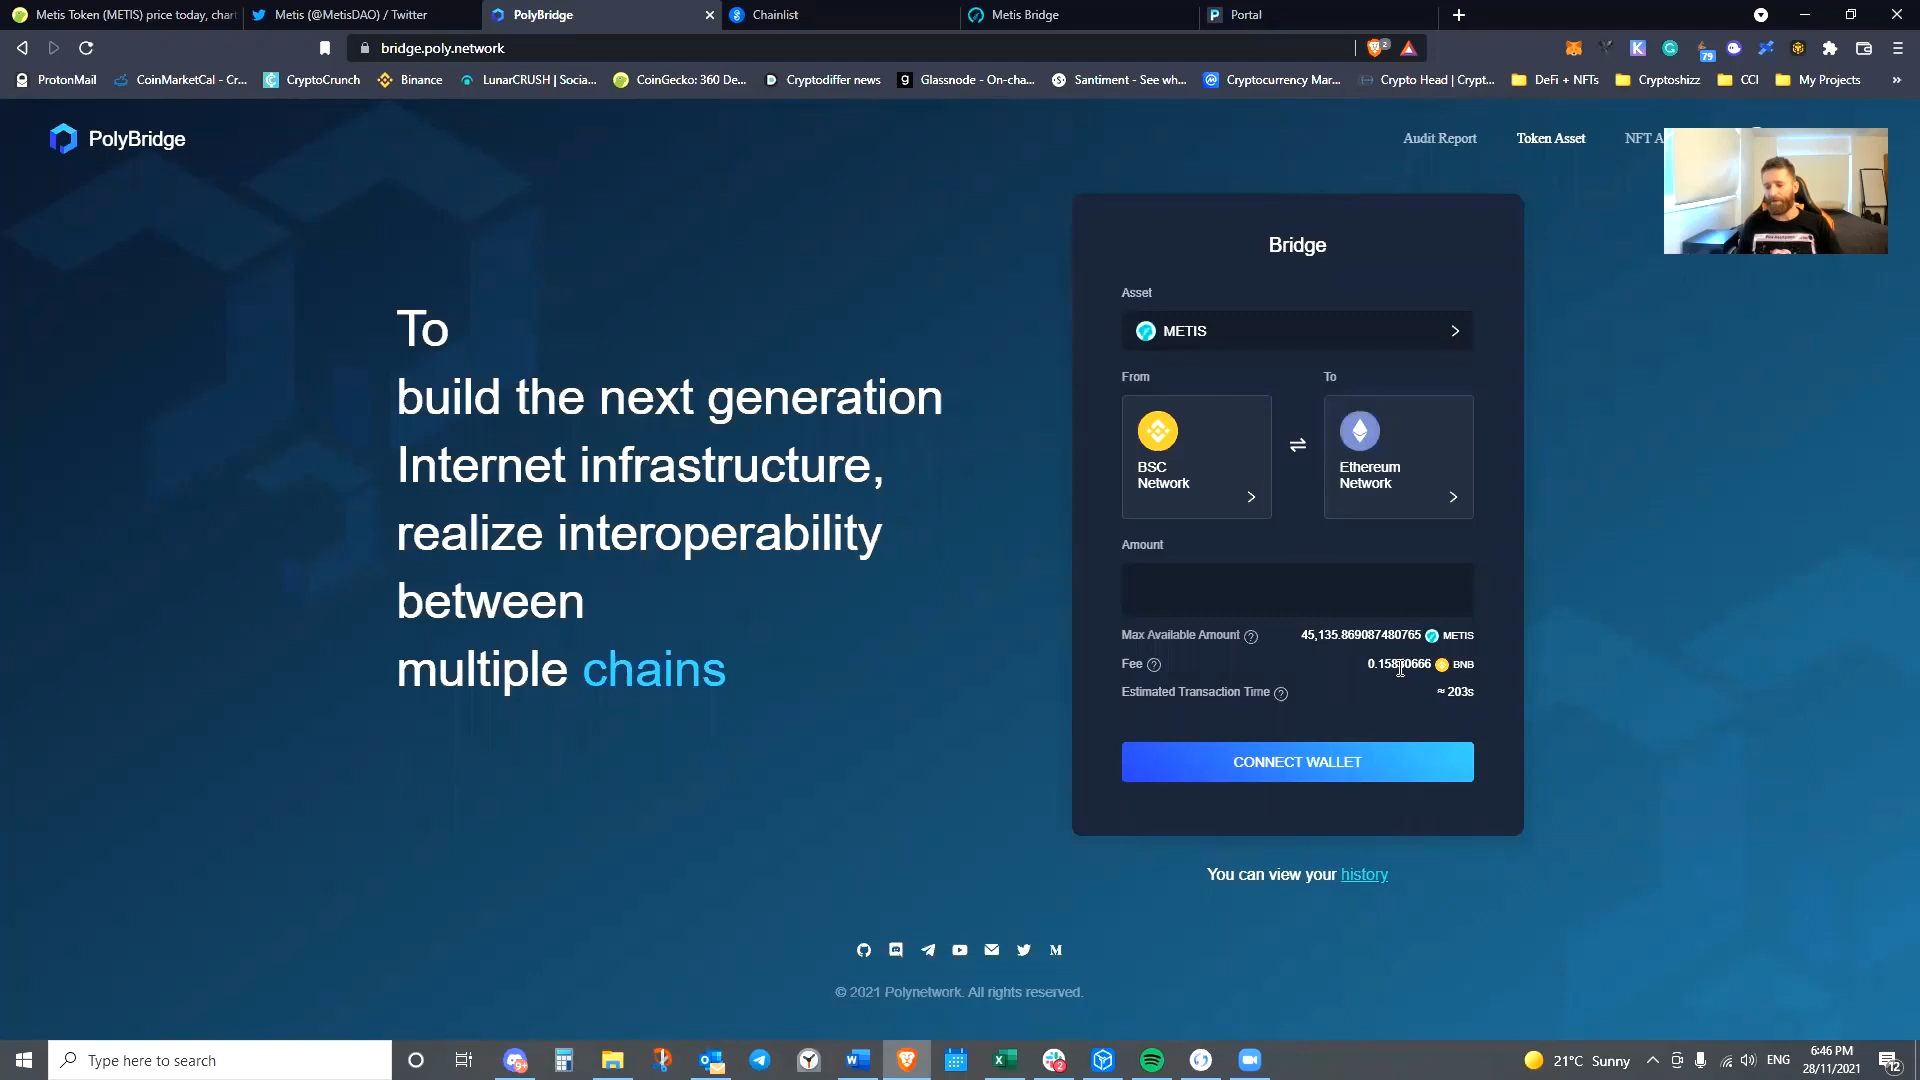 Metis Token (METIS) price today, chart
Metis (@MetisDAO) / Twitter
PolyBridge
Chainlist
Metis Bridge
Portal
bridge.poly.network
2
79
ProtonMail
CoinMarketCal - Cr...
CryptoCrunch
Binance
LunarCRUSH | Socia...
CoinGecko: 360 De...
Cryptodiffer news
Glassnode - On-cha...
Santiment - See wh...
Cryptocurrency Mar...
Crypto Head | Crypt...
DeFi + NFTs
Cryptoshizz
CCI
My Projects
PolyBridge
Audit Report
Token Asset
NFT A
Bridge
Asset
METIS
From
To
BSC
Network
Ethereum
Network
To
build the next generation
Internet infrastructure,
realize interoperability
between
multiple chains
Amount
Max Available Amount
45,135.869087480765 METIS
Fee
BNB
Estimated Transaction Time
≈ 203s
CONNECT WALLET
You can view your history
© 2021 Polynetwork. All rights reserved.
Type here to search
21°C Sunny
ENG
6:46 PM
28/11/2021
12